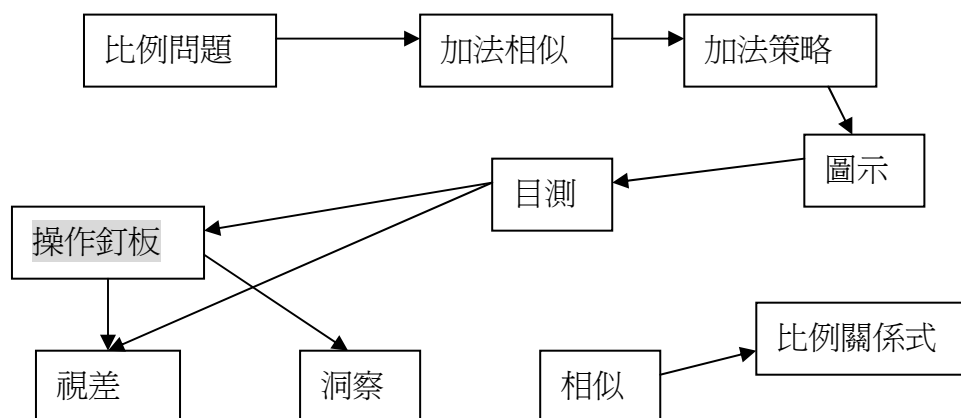 比例問題
加法相似
加法策略
圖示
目測
操作釘板
比例關係式
視差
洞察
相似